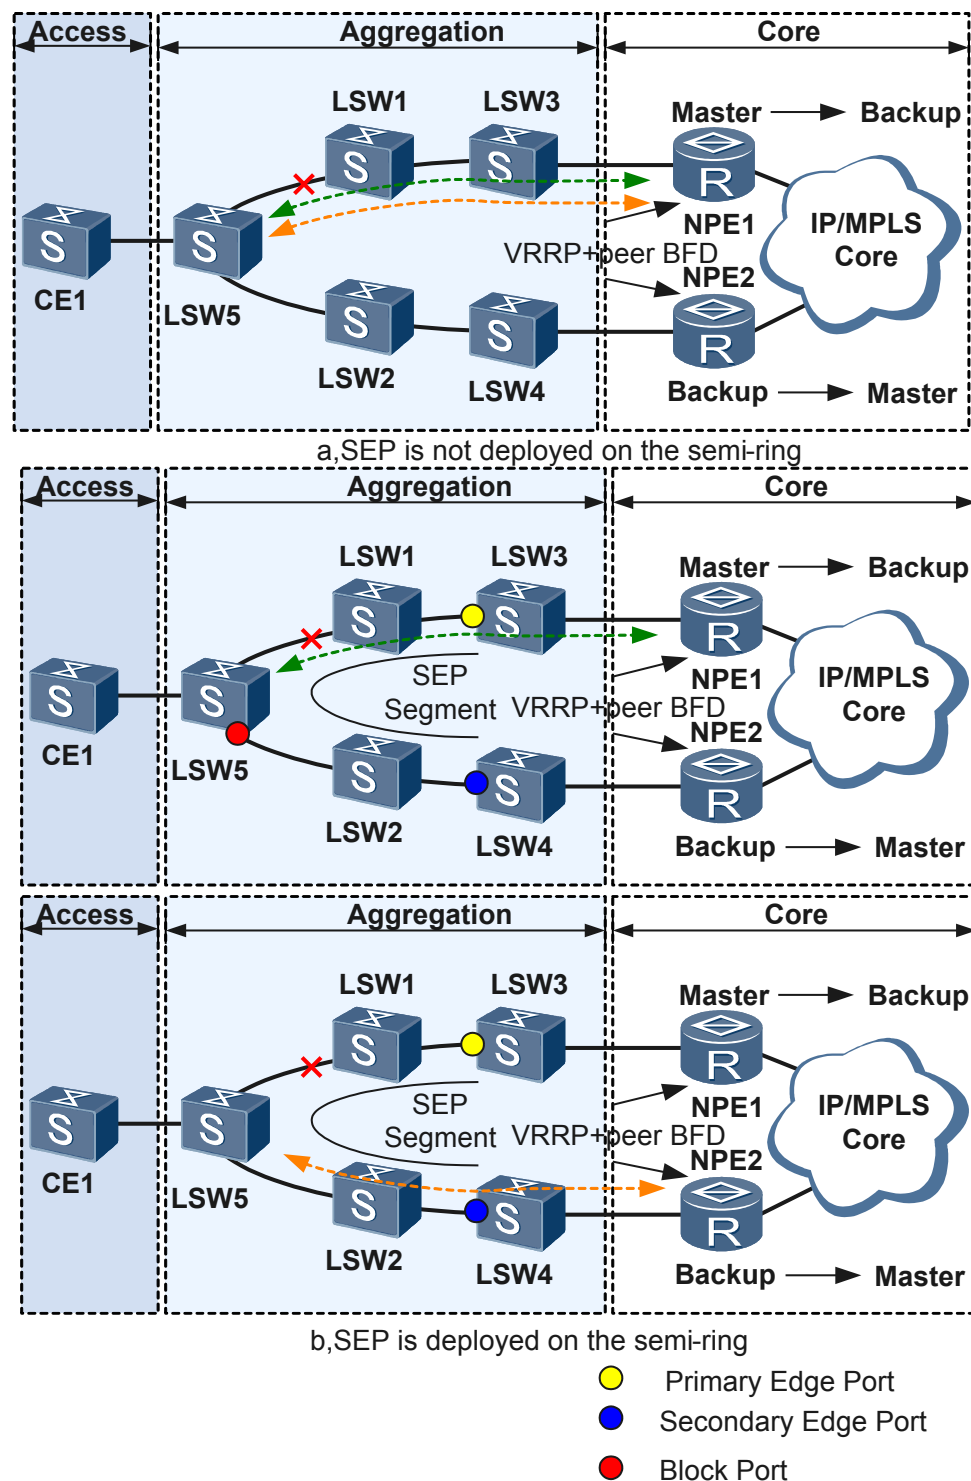 Access Aggregation Core
LSW1 LSW3 Master Backup
S S R
NPE1
S S
CE1 LSW5
VRRP+peer BFD
NPE2
IP/MPLS
Core
S S R
LSW2 LSW4 Backup Master
a,SEP is not deployed on the semi-ring
Access Aggregation Core
LSW1 LSW3 Master Backup
S S R
SEP
Segment
NPE1
S S
CE1 LSW5
VRRP+peer BFD
NPE2
IP/MPLS
Core
S S R
LSW2 LSW4 Backup Master
Access Aggregation Core
LSW1 LSW3 Master Backup
S S R
SEP
Segment
NPE1
S S
CE1 LSW5
VRRP+peer BFD
NPE2
IP/MPLS
Core
S S R
LSW2 LSW4 Backup Master
b,SEP is deployed on the semi-ring
Primary Edge Port
Secondary Edge Port
Block Port